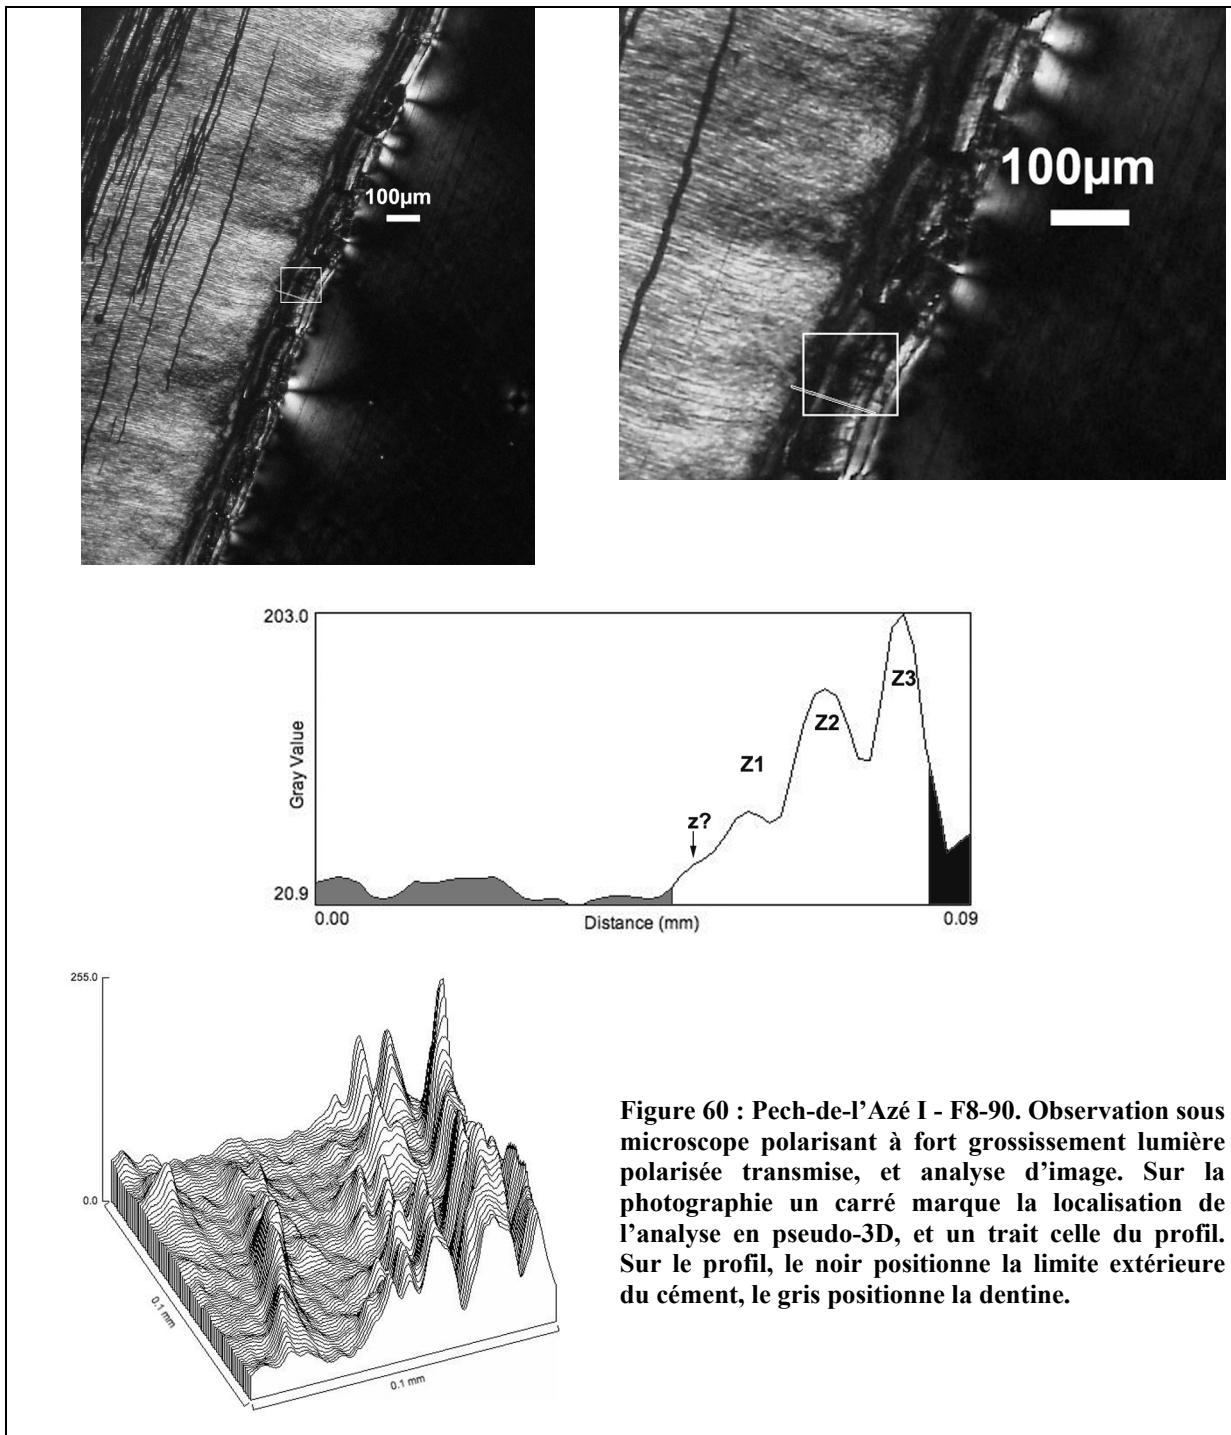 100µm
100µm
203.0
Gray Value
20.9
z?
Z1
Z2
Z3
0.00
Distance (mm)
0.09
255.0
0.0
0.1 mm
0.1 mm
Figure 60 : Pech-de-l’Azé I - F8-90. Observation sous
microscope polarisant à fort grossissement lumière
polarisée transmise, et analyse d’image. Sur la
photographie un carré marque la localisation de
l’analyse en pseudo-3D, et un trait celle du profil.
Sur le profil, le noir positionne la limite extérieure
du cément, le gris positionne la dentine.